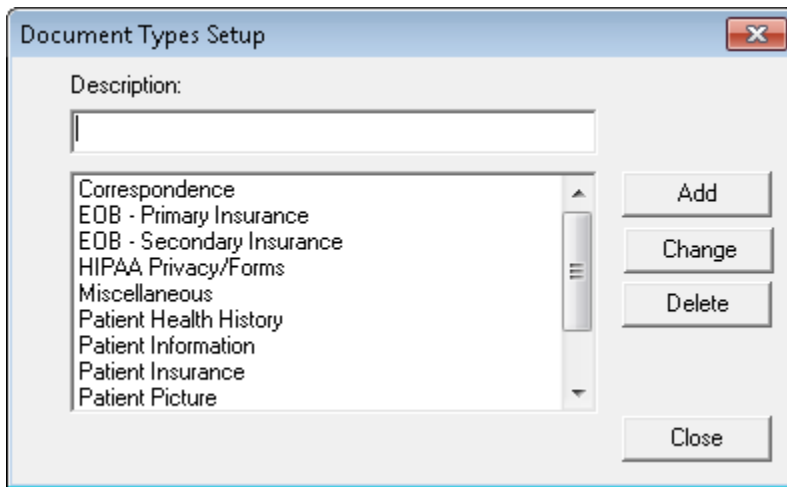 Document Types Setup
Description:
Correspondence
EOB - Primary Insurance
EOB - Secondary Insurance
HIPAA Privacy/Forms
Miscellaneous
Patient Health History
Patient Information
Patient Insurance
Patient Picture
Add
Change
Delete
Close